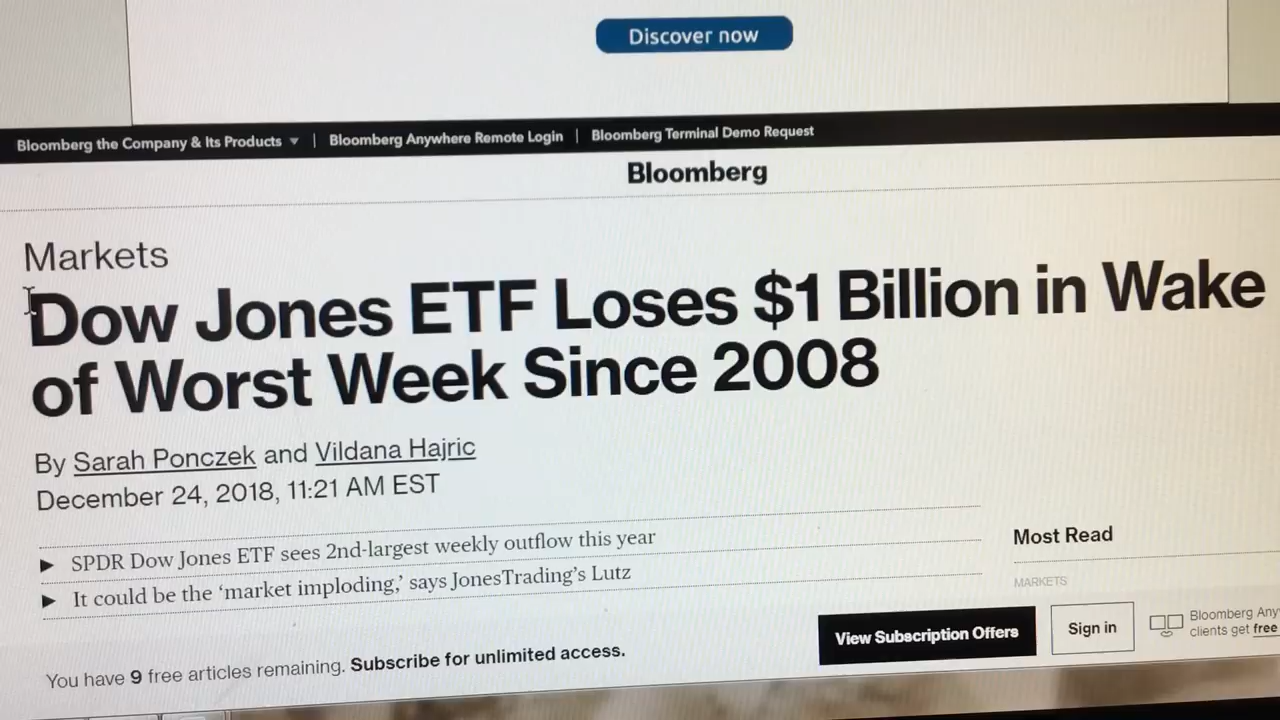 Discover now
Bloomberg the Company & Its Products ▼ | Bloomberg Anywhere Remote Login | Bloomberg Terminal Demo Request
Bloomberg
Markets
Dow Jones ETF Loses $1 Billion in Wake
of Worst Week Since 2008
By Sarah Ponczek and Vildana Hajric
December 24, 2018, 11:21 AM EST
► SPDR Dow Jones ETF sees 2nd-largest weekly outflow this year
► It could be the ‘market imploding,’ says JonesTrading’s Lutz
Most Read
MARKETS
You have 9 free articles remaining. Subscribe for unlimited access.
View Subscription Offers
Sign in
Bloomberg Any
clients get free